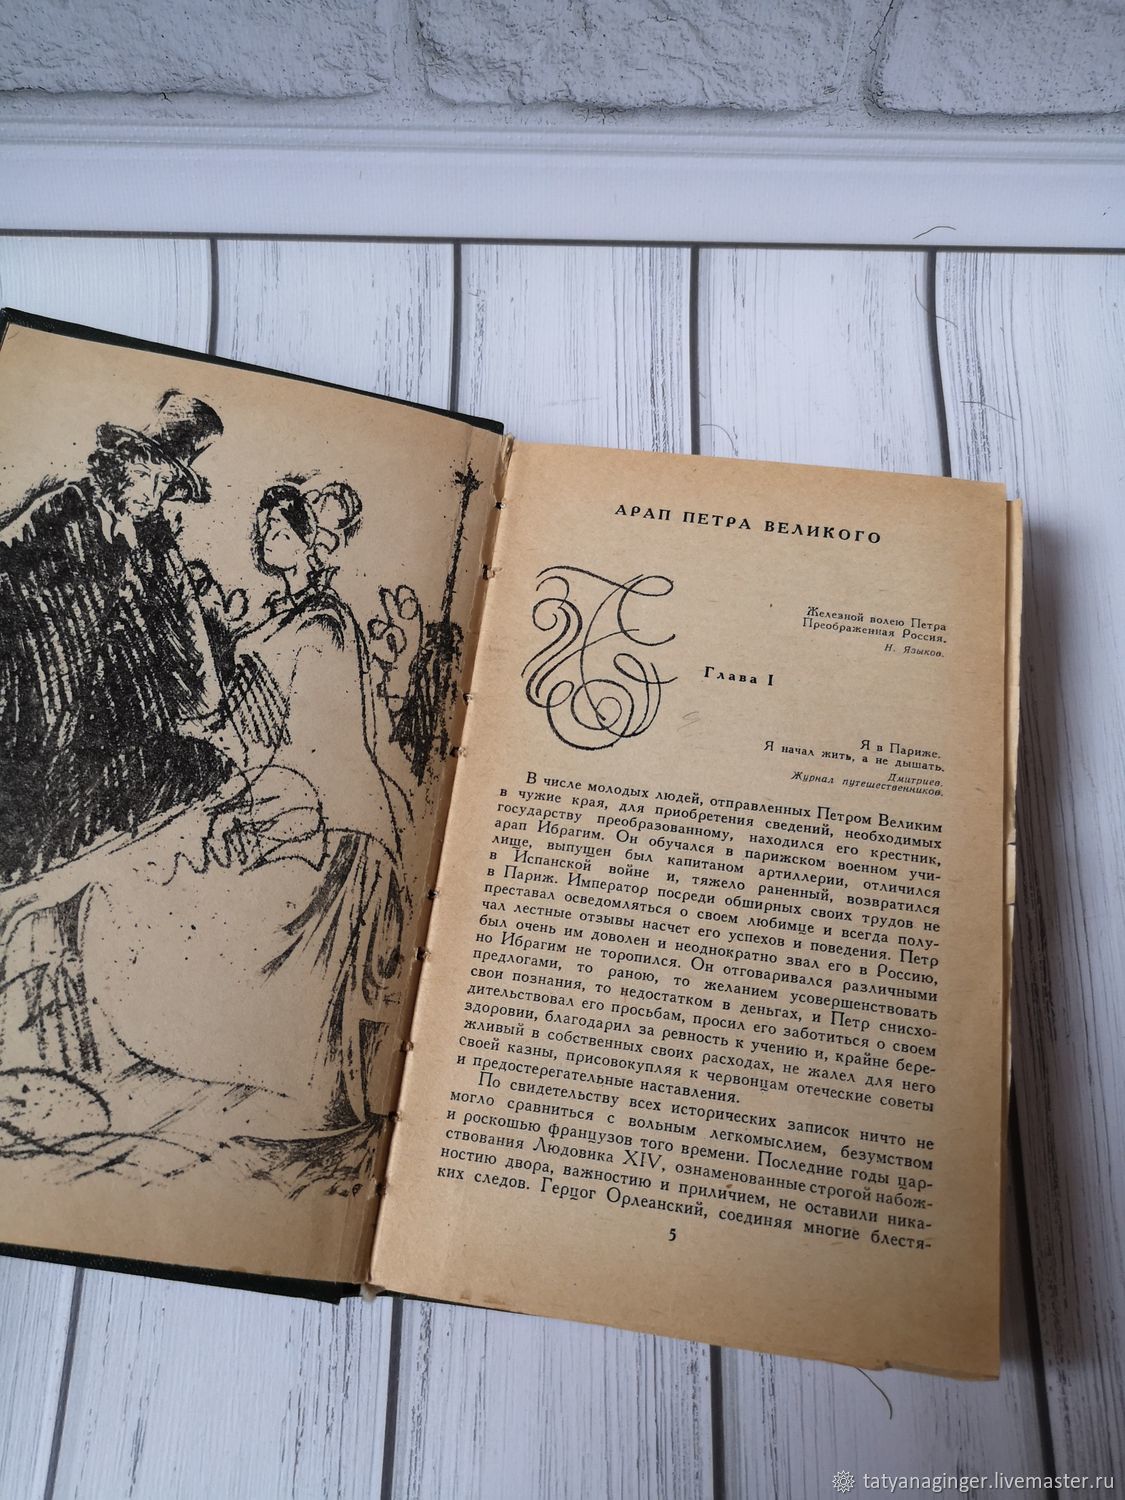 АРАП ПЕТРА ВЕЛИКОГО
Железной волею Петра
Преображенная Россия.
Н. Языков.
Глава I
Я в Париже.
Я начал жить, а не дышать.
Дмитриев.
Журнал путешественников.
В числе молодых людей, отправленных Петром Великим
в чужие края, для приобретения сведений, необходимых
государству преобразованному, находился его крестник,
арап Ибрагим. Он обучался в парижском военном учи-
лище, выпущен был капитаном артиллерии, отличился
в Испанской войне и, тяжело раненный, возвратился
в Париж. Император посреди обширных своих трудов не
преставал осведомляться о своем любимце и всегда полу-
чал лестные отзывы насчет его успехов и поведения. Петр
был очень им доволен и неоднократно звал его в Россию,
но Ибрагим не торопился. Он отговаривался различными
предлогами, то раною, то желанием усовершенствовать
свои познания, то недостатком в деньгах, и Петр снисхо-
дительствовал его просьбам, просил его заботиться о своем
здоровии, благодарил за ревность к учению и, крайне бере-
жливый в собственных своих расходах, не жалел для него
своей казны, присовокупляя к червонцам отеческие советы
и предостерегательные наставления.
По свидетельству всех исторических записок ничто не
могло сравниться с вольным легкомыслием, безумством
и роскошью французов того времени. Последние годы цар-
ствования Людовика XIV, ознаменованные строгой набож-
ностию двора, важностию и приличием, не оставили ника-
ких следов. Герцог Орлеанский, соединяя многие блестя-
5
tatyanaginger.livemaster.ru